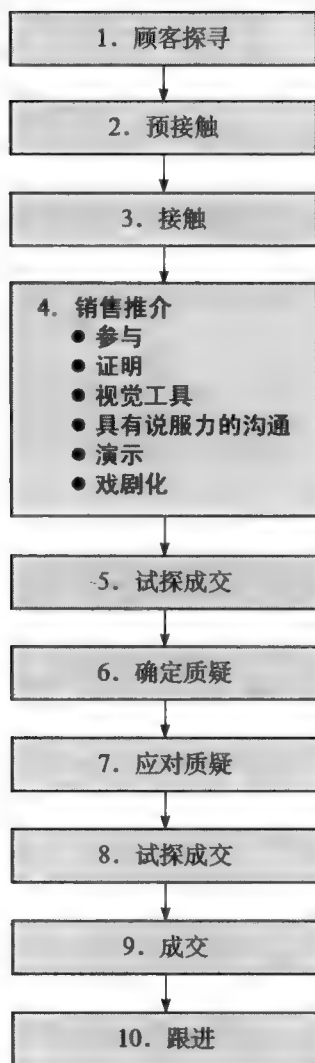 1. 顾客探寻
2. 预接触
3. 接触
4. 销售推介
● 参与
● 证明
● 视觉工具
● 具有说服力的沟通
● 演示
● 戏剧化
5. 试探成交
6. 确定质疑
7. 应对质疑
8. 试探成交
9. 成交
10. 跟进